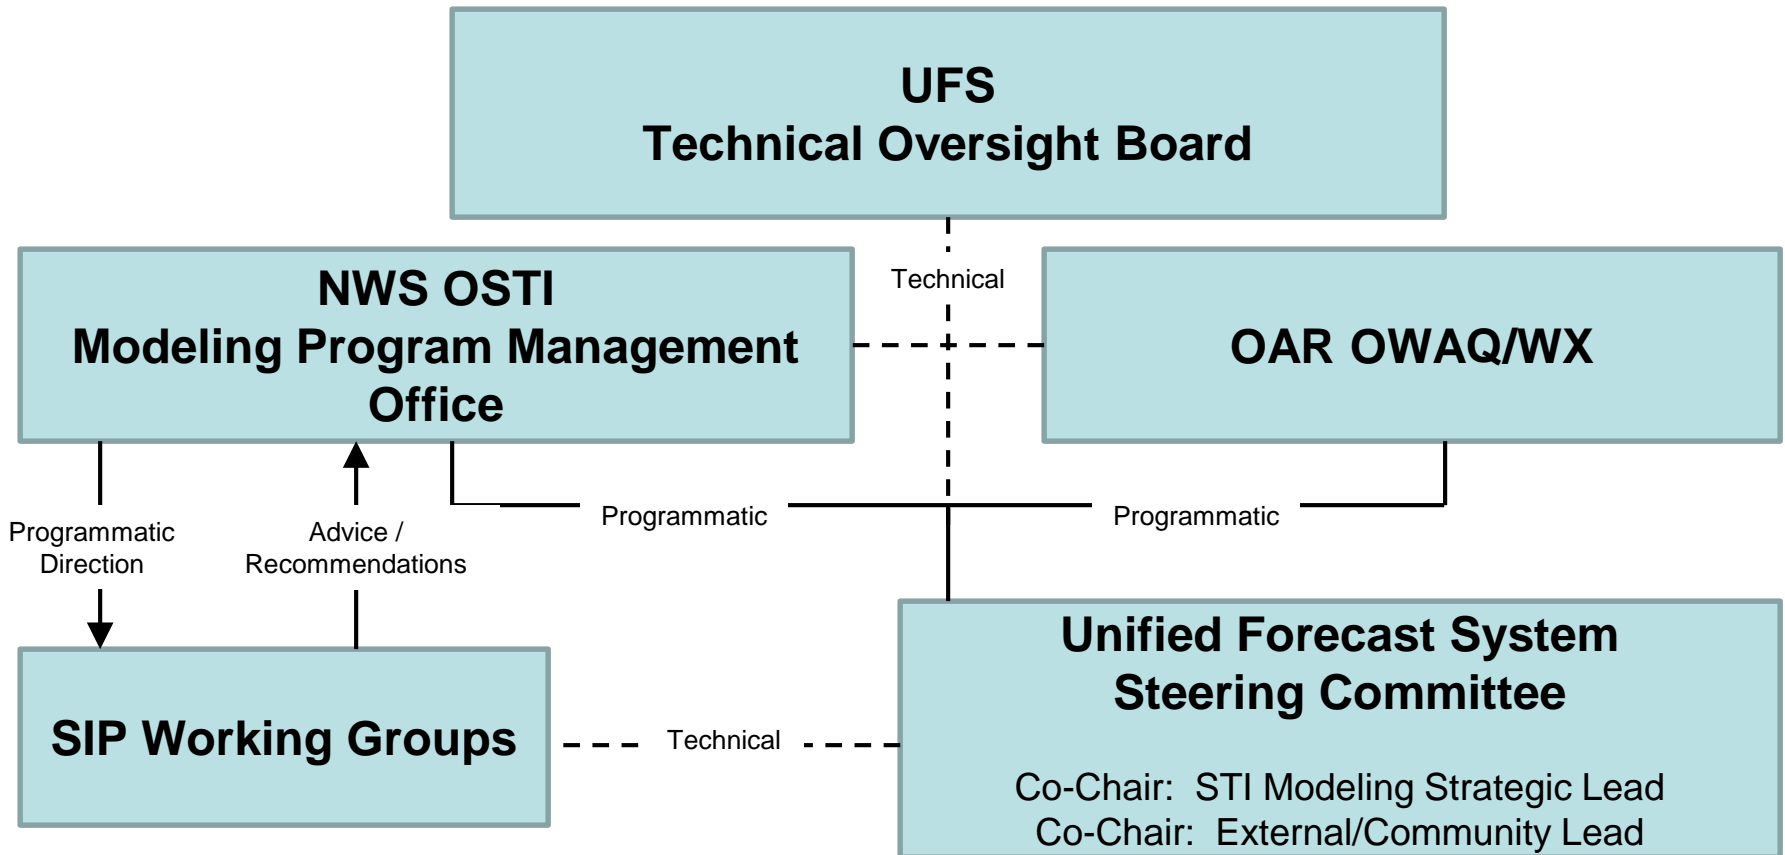 UFS
Technical Oversight Board
NWS OSTI
Modeling Program Management
Office
Technical
OAR OWAQ/WX
Programmatic
Direction
Advice /
Recommendations
Programmatic
Programmatic
SIP Working Groups
Technical
Unified Forecast System
Steering Committee
Co-Chair: STI Modeling Strategic Lead
Co-Chair: External/Community Lead